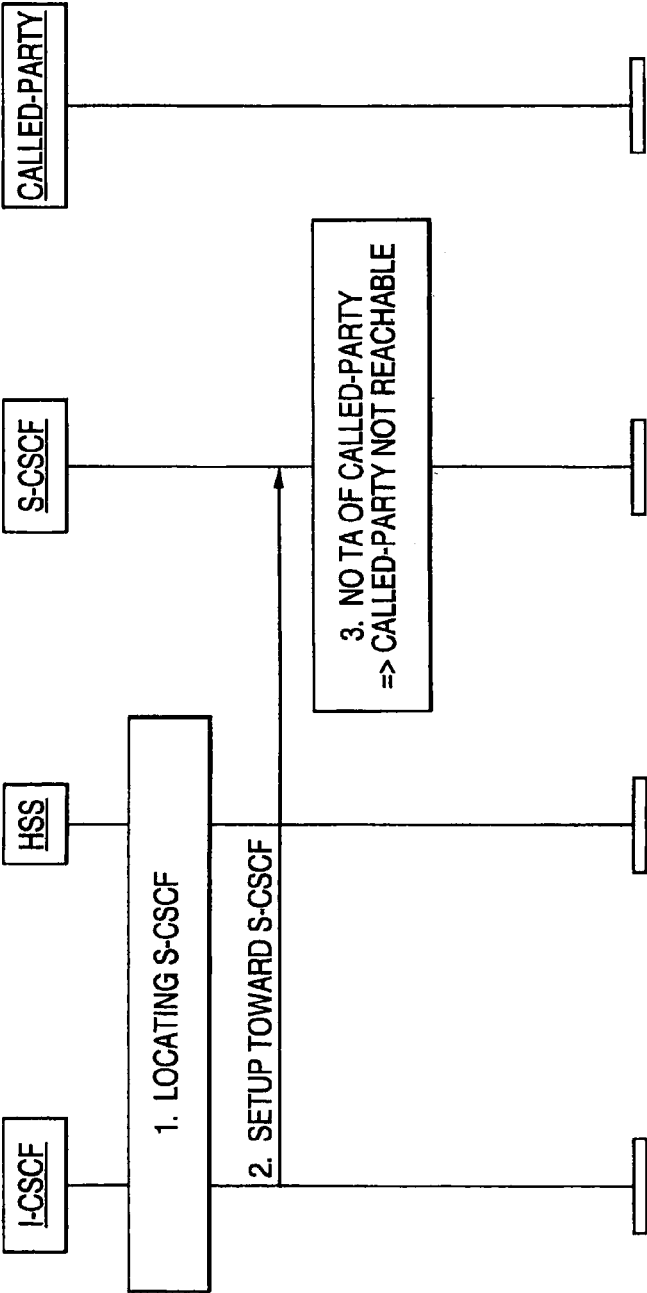 I-CSCF
HSS
S-CSCF
CALLED-PARTY
1. LOCATING S-CSCF
2. SETUP TOWARD S-CSCF
3. NO TA OF CALLED-PARTY
=> CALLED-PARTY NOT REACHABLE